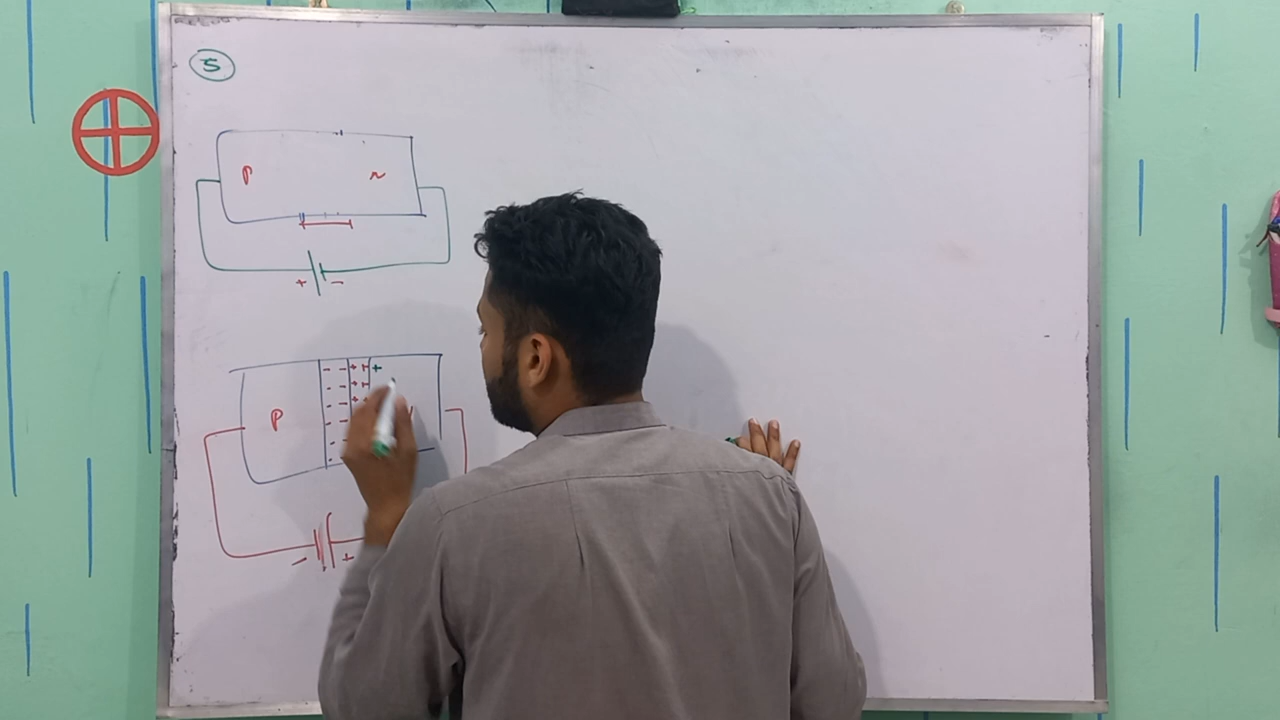 5
p n
+ -
- - + +
- - + +
- - + +
- -
- -
-
p
- +